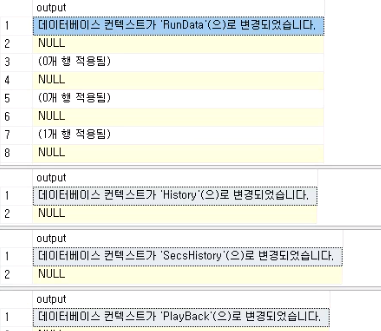 output
1 데이터베이스 컨텍스트가 'RunData'(으)로 변경되었습니다.
2 NULL
3 (0개 행 적용됨)
4 NULL
5 (0개 행 적용됨)
6 NULL
7 (1개 행 적용됨)
8 NULL
output
1 데이터베이스 컨텍스트가 'History'(으)로 변경되었습니다.
2 NULL
output
1 데이터베이스 컨텍스트가 'SecsHistory'(으)로 변경되었습니다.
2 NULL
output
1 데이터베이스 컨텍스트가 'PlayBack'(으)로 변경되었습니다.